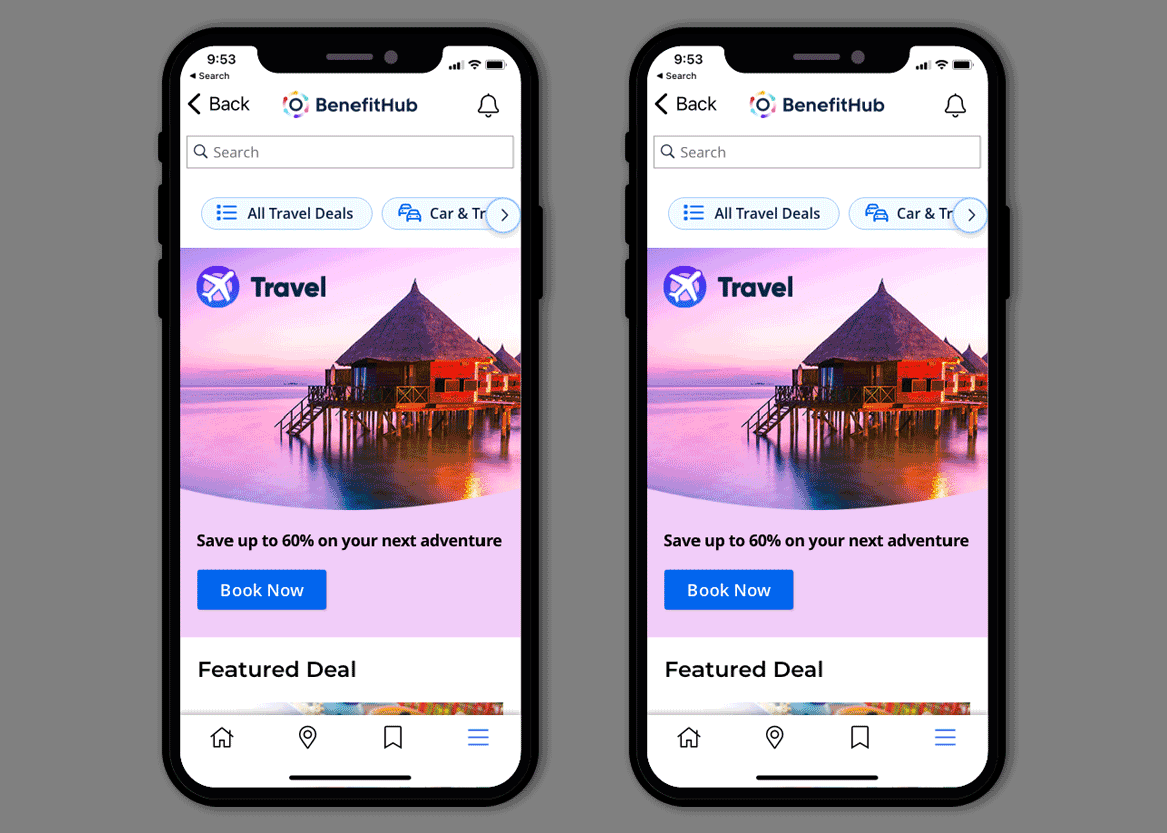 9:53
Search
Back
BenefitHub
Search
All Travel Deals
Car & Tr
Travel
Save up to 60% on your next adventure
Book Now
Featured Deal
9:53
Search
Back
BenefitHub
Search
All Travel Deals
Car & Tr
Travel
Save up to 60% on your next adventure
Book Now
Featured Deal